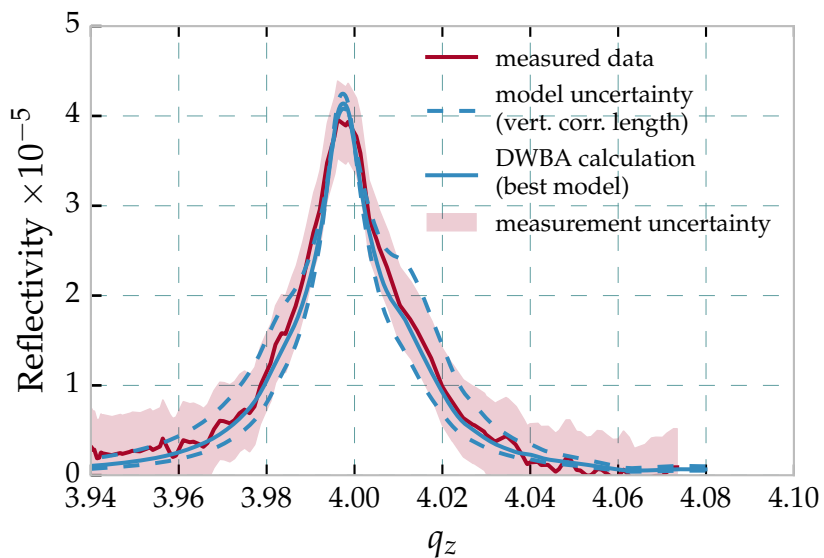 5
4
3
2
1
0
Reflectivity ×10⁻⁵
measured data
model uncertainty
(vert. corr. length)
DWBA calculation
(best model)
measurement uncertainty
3.94 3.96 3.98 4.00 4.02 4.04 4.06 4.08 4.10
q_z